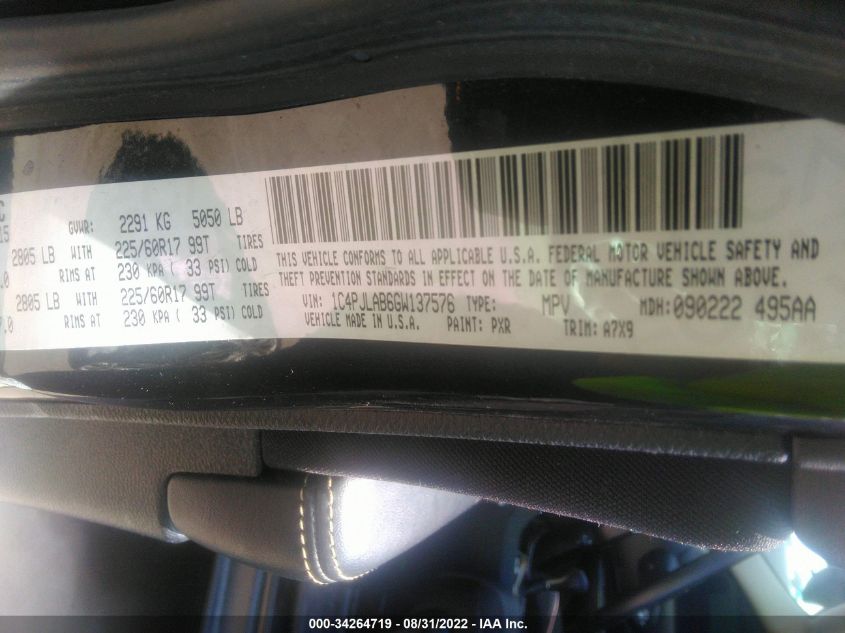 C
15
GVWR: 2291 KG 5050 LB
2805 LB WITH 225/60R17 99T TIRES
.0 RIMS AT 230 KPA ( 33 PSI) COLD
2805 LB WITH 225/60R17 99T TIRES
7.0 RIMS AT 230 KPA ( 33 PSI) COLD
THIS VEHICLE CONFORMS TO ALL APPLICABLE U.S.A. FEDERAL MOTOR VEHICLE SAFETY AND
THEFT PREVENTION STANDARDS IN EFFECT ON THE DATE OF MANUFACTURE SHOWN ABOVE.
VIN: 1C4PJLAB6GW137576 TYPE: MPV MDH: 090222 495AA
VEHICLE MADE IN U.S.A. PAINT: PXR TRIM: A7X9
000-34264719 - 08/31/2022 - IAA Inc.